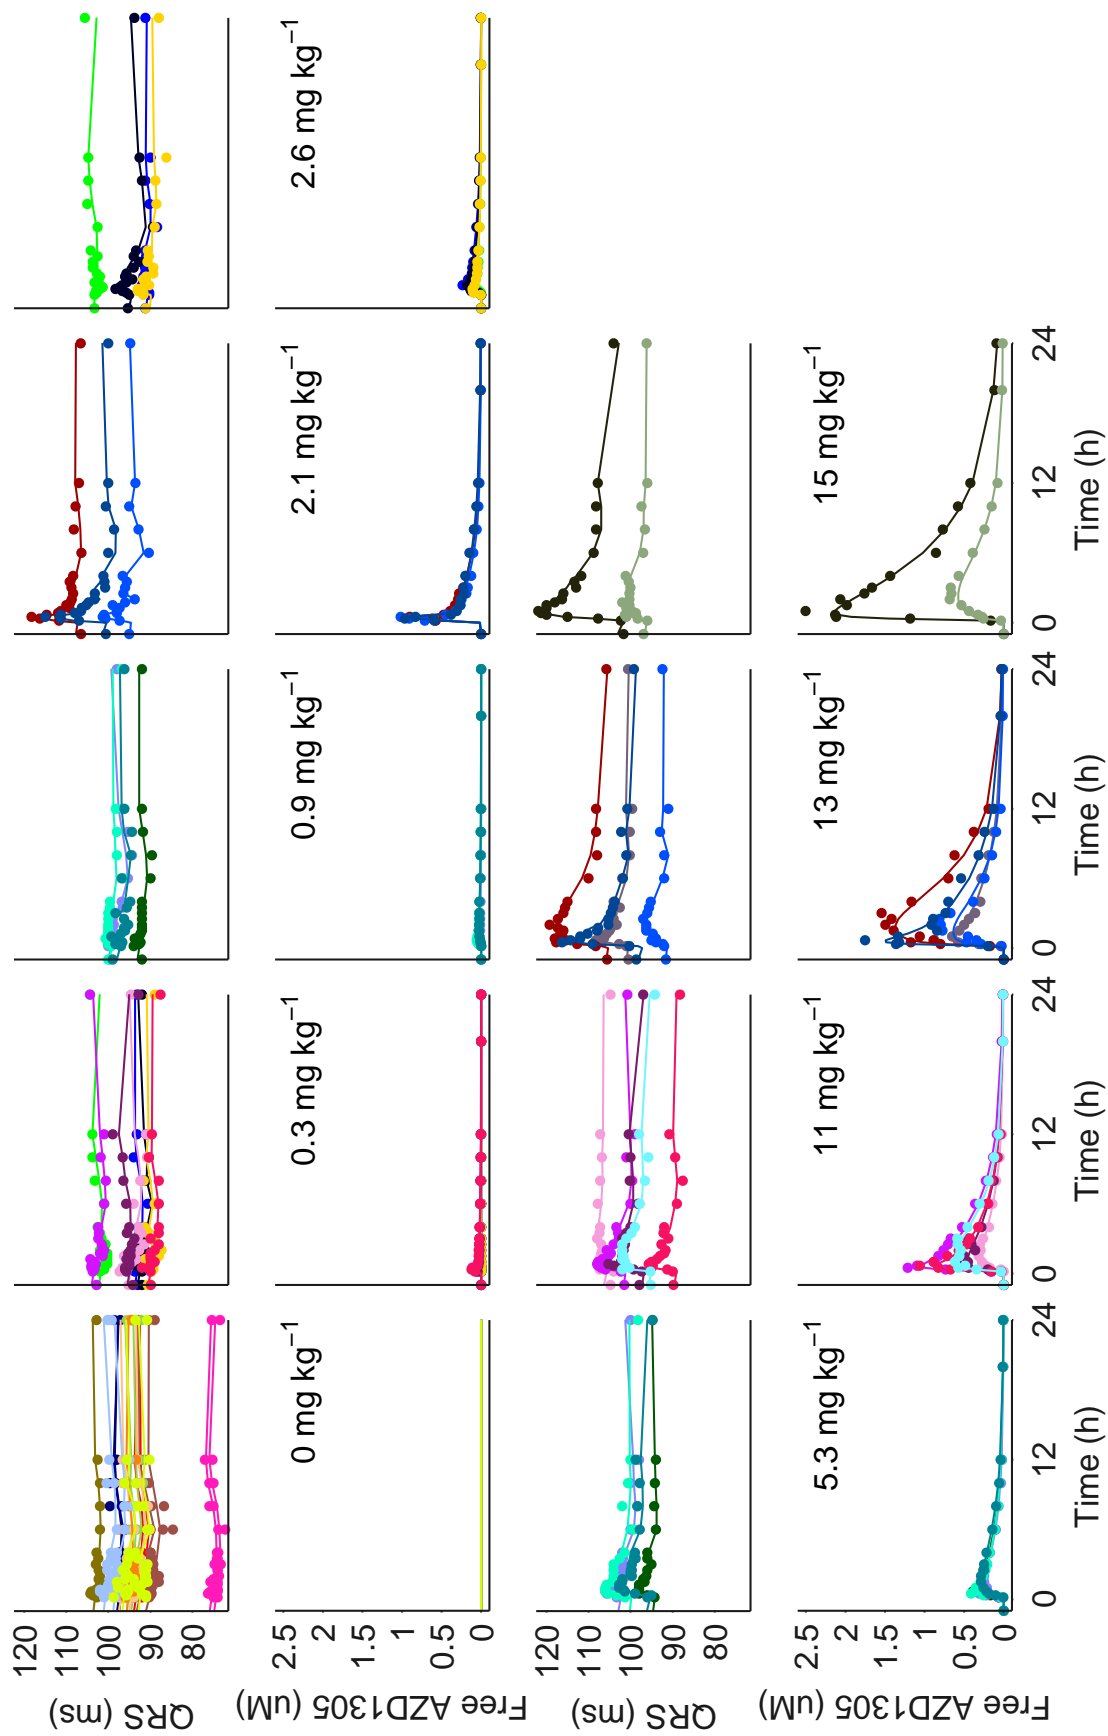 120
110
100
90
80
QRS (ms)
0 mg kg⁻¹
0.3 mg kg⁻¹
0.9 mg kg⁻¹
2.1 mg kg⁻¹
2.6 mg kg⁻¹
2.5
2
1.5
1
0.5
0
Free AZD1305 (uM)
120
110
100
90
80
QRS (ms)
5.3 mg kg⁻¹
11 mg kg⁻¹
13 mg kg⁻¹
15 mg kg⁻¹
2.5
2
1.5
1
0.5
0
Free AZD1305 (uM)
0 12 24
0 12 24
0 12 24
0 12 24
Time (h)
Time (h)
Time (h)
Time (h)